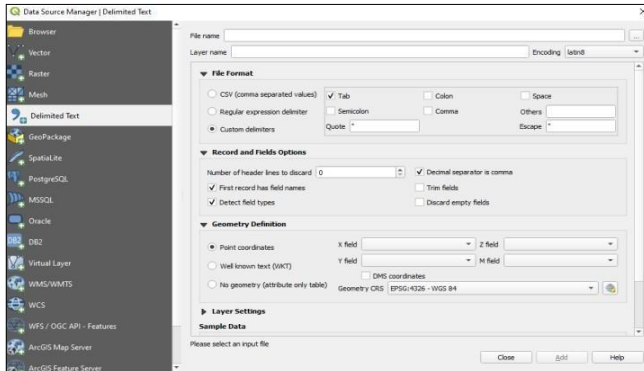 Data Source Manager | Delimited Text
Browser
Vector
Raster
Mesh
Delimited Text
GeoPackage
SpatiaLite
PostgreSQL
MSSQL
Oracle
DB2 DB2
Virtual Layer
WMS/WMTS
WCS
WFS / OGC API - Features
ArcGIS Map Server
ArcGIS Feature Server
File name
...
Layer name Encoding latin8
File Format
CSV (comma separated values) Tab Colon Space
Regular expression delimiter Semicolon Comma Others
Custom delimiters Quote " Escape "
Record and Fields Options
Number of header lines to discard 0 Decimal separator is comma
First record has field names Trim fields
Detect field types Discard empty fields
Geometry Definition
Point coordinates X field Z field
Well known text (WKT) Y field M field
DMS coordinates
No geometry (attribute only table) Geometry CRS EPSG:4326 - WGS 84
Layer Settings
Sample Data
Please select an input file
Close Add Help